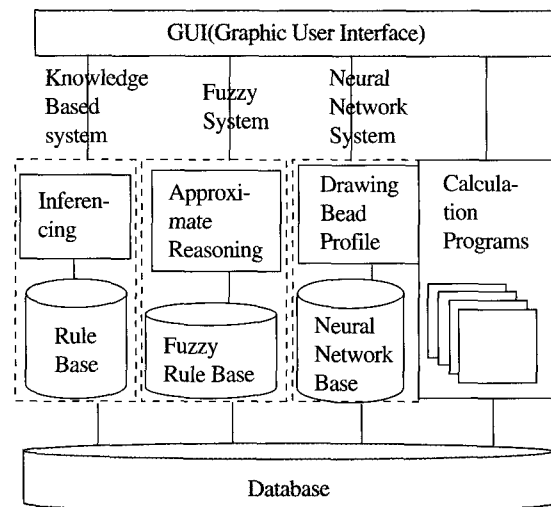 GUI(Graphic User Interface)
Knowledge
Based
system
Fuzzy
System
Neural
Network
System
Inferen-
cing
Approxi-
mate
Reasoning
Drawing
Bead
Profile
Calcula-
tion
Programs
Rule
Base
Fuzzy
Rule Base
Neural
Network
Base
Database